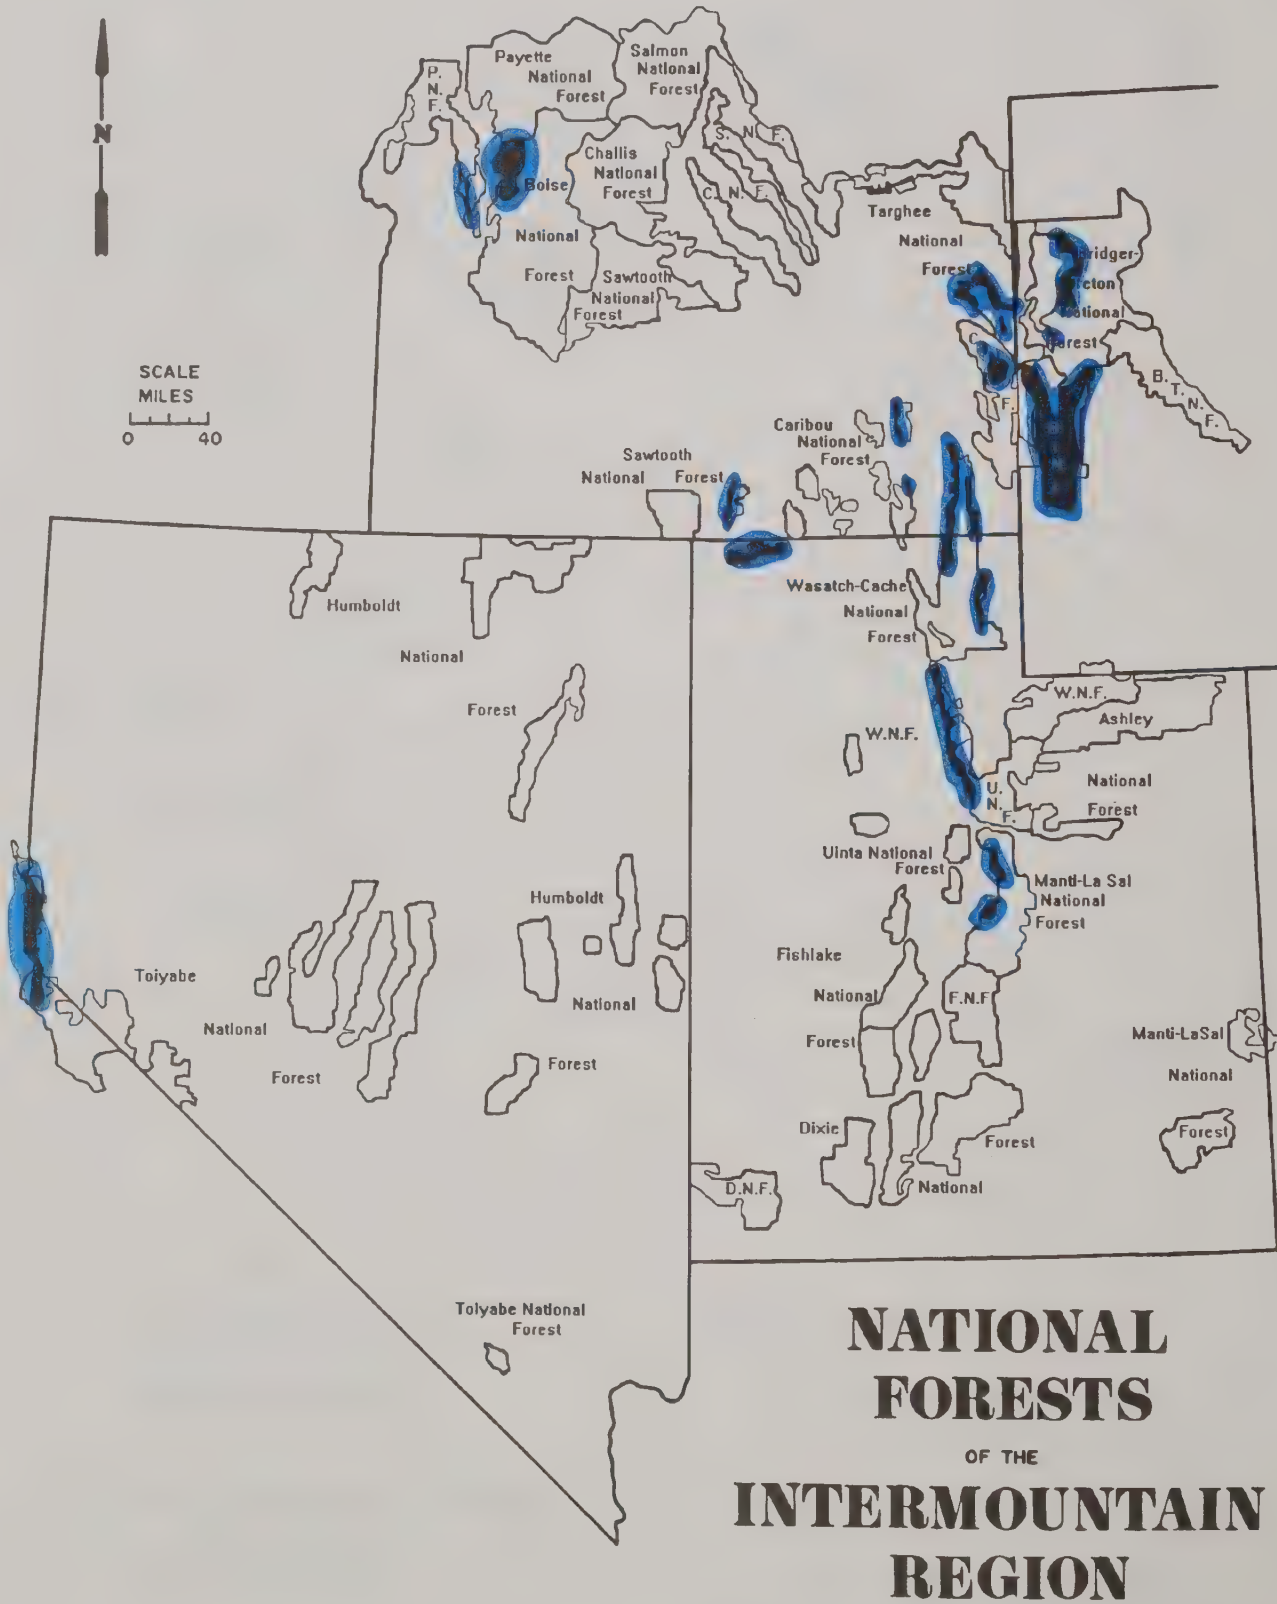 N
P.
N.
F.
Payette
National
Forest
Salmon
National
Forest
S. N. F.
Challis
National
Forest
C. N. F.
Boise
National
Forest
Sawtooth
National
Forest
Targhee
National
Forest
Bridger-
Teton
National
Forest
B. T. N. F.
C.
F.
SCALE
MILES
0 40
Caribou
National
Forest
Sawtooth
National Forest
Humboldt
National
Forest
Wasatch-Cache
National
Forest
W.N.F.
Ashley
National
Forest
W.N.F.
U.
N.
F.
Uinta National
Forest
Manti-La Sal
National
Forest
Humboldt
National
Forest
Toiyabe
National
Forest
Fishlake
National
Forest
F.N.F
Manti-LaSal
National
Forest
Dixie
Forest
National
D.N.F.
Toiyabe National
Forest
NATIONAL
FORESTS
OF THE
INTERMOUNTAIN
REGION